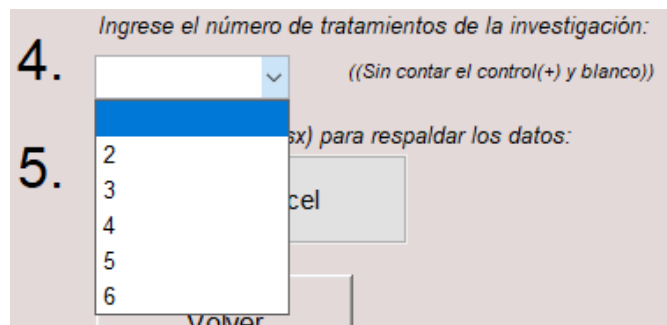 Ingrese el número de tratamientos de la investigación:
4.
((Sin contar el control(+) y blanco))
sx) para respaldar los datos:
5.
2
3
cel
4
5
6
Volver